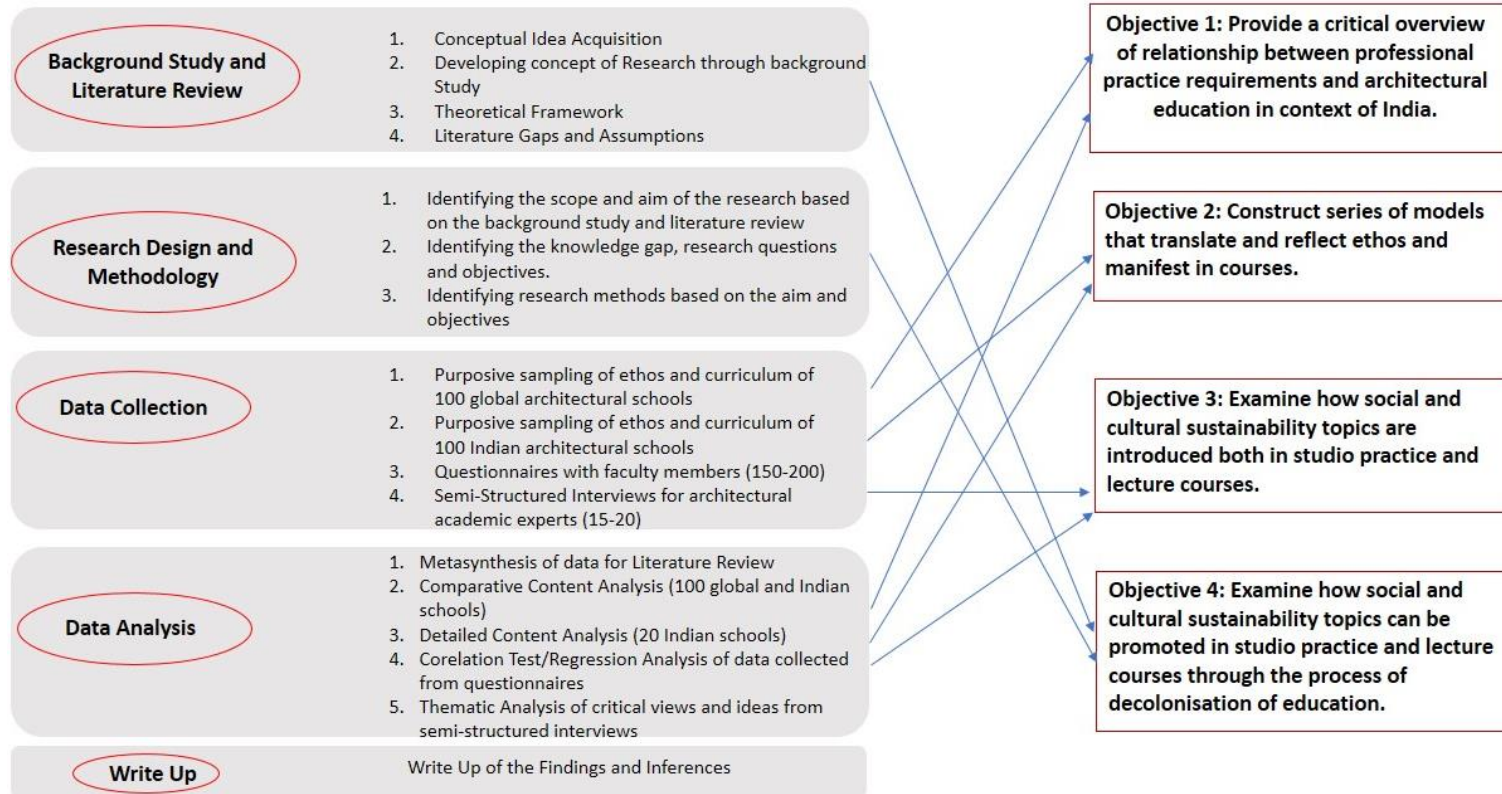 Background Study and
Literature Review
1. Conceptual Idea Acquisition
2. Developing concept of Research through background
Study
3. Theoretical Framework
4. Literature Gaps and Assumptions
Research Design and
Methodology
1. Identifying the scope and aim of the research based
on the background study and literature review
2. Identifying the knowledge gap, research questions
and objectives.
3. Identifying research methods based on the aim and
objectives
Data Collection
1. Purposive sampling of ethos and curriculum of
100 global architectural schools
2. Purposive sampling of ethos and curriculum of
100 Indian architectural schools
3. Questionnaires with faculty members (150-200)
4. Semi-Structured Interviews for architectural
academic experts (15-20)
Data Analysis
1. Metasynthesis of data for Literature Review
2. Comparative Content Analysis (100 global and Indian
schools)
3. Detailed Content Analysis (20 Indian schools)
4. Corelation Test/Regression Analysis of data collected
from questionnaires
5. Thematic Analysis of critical views and ideas from
semi-structured interviews
Write Up
Write Up of the Findings and Inferences
Objective 1: Provide a critical overview
of relationship between professional
practice requirements and architectural
education in context of India.
Objective 2: Construct series of models
that translate and reflect ethos and
manifest in courses.
Objective 3: Examine how social and
cultural sustainability topics are
introduced both in studio practice and
lecture courses.
Objective 4: Examine how social and
cultural sustainability topics can be
promoted in studio practice and lecture
courses through the process of
decolonisation of education.